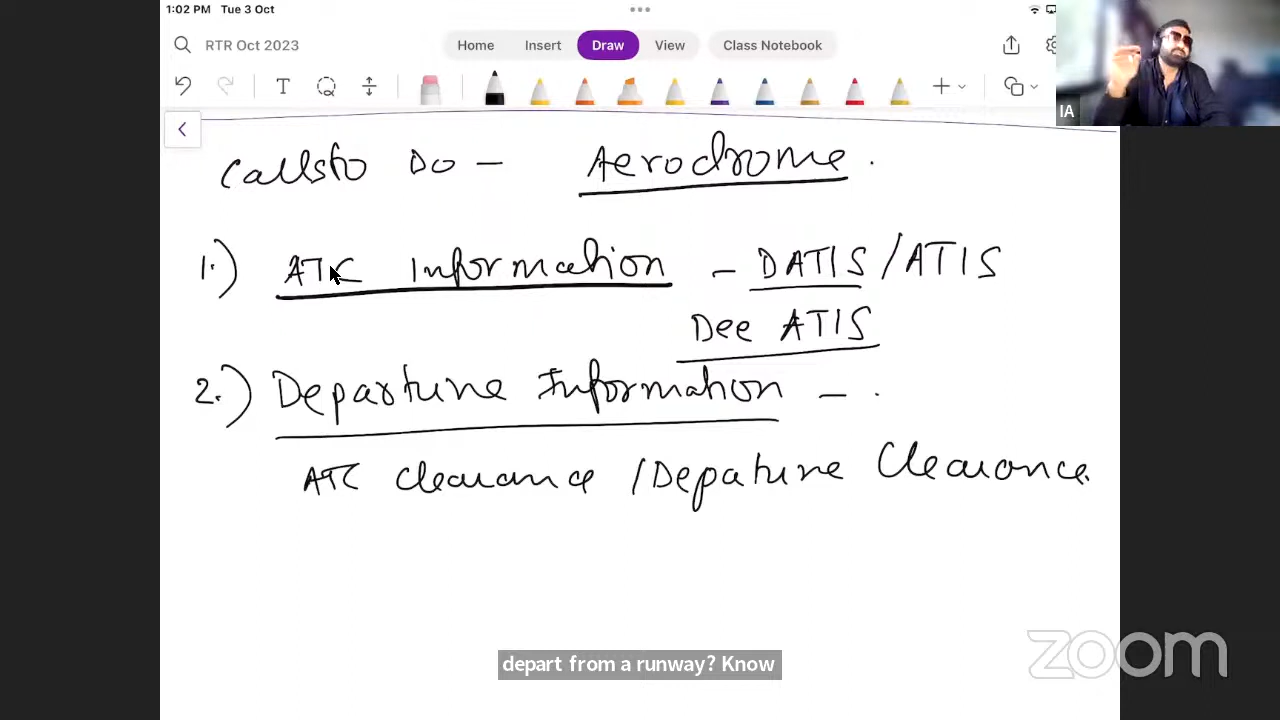 1:02 PM Tue 3 Oct
RTR Oct 2023
Home Insert Draw View Class Notebook
IA
Callsto Do - Aerodrome.
1.) ATC Information - DATIS/ATIS
Dee ATIS
2.) Departure Information - .
ATC Clearance / Depature Clearance.
depart from a runway? Know
zoom